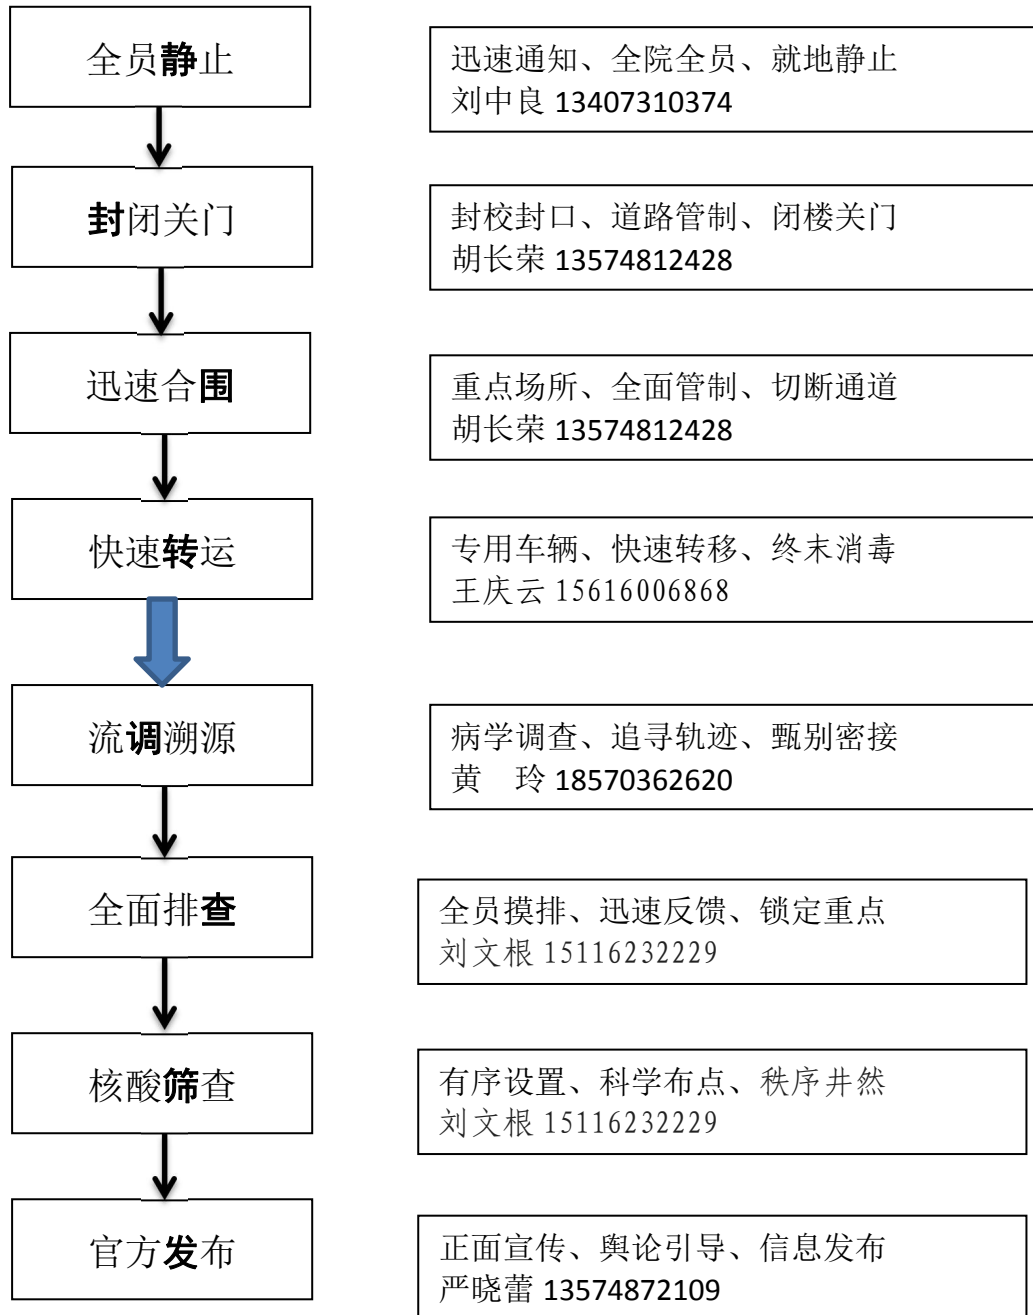 全员静止
迅速通知、全院全员、就地静止
刘中良 13407310374
封闭关门
封校封口、道路管制、闭楼关门
胡长荣 13574812428
迅速合围
重点场所、全面管制、切断通道
胡长荣 13574812428
快速转运
专用车辆、快速转移、终末消毒
王庆云 15616006868
流调溯源
病学调查、追寻轨迹、甄别密接
黄　玲 18570362620
全面排查
全员摸排、迅速反馈、锁定重点
刘文根 15116232229
核酸筛查
有序设置、科学布点、秩序井然
刘文根 15116232229
官方发布
正面宣传、舆论引导、信息发布
严晓蕾 13574872109